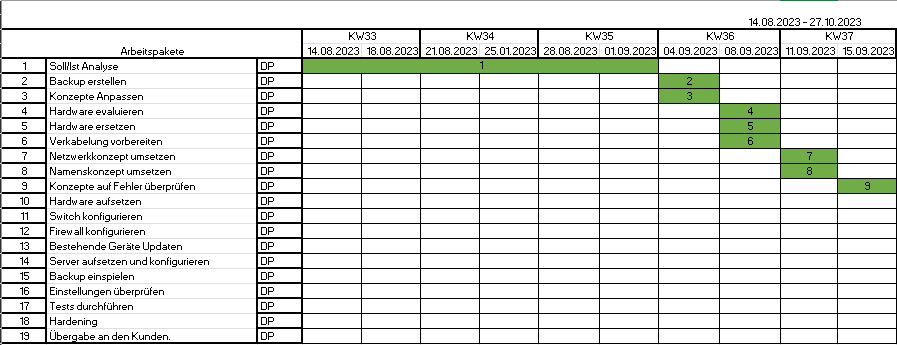 14.08.2023 - 27.10.2023
KW33 KW34 KW35 KW36 KW37
Arbeitspakete 14.08.2023 18.08.2023 21.08.2023 25.01.2023 28.08.2023 01.09.2023 04.09.2023 08.09.2023 11.09.2023 15.09.2023
1 Soll/Ist Analyse DP 1
2 Backup erstellen DP 2
3 Konzepte Anpassen DP 3
4 Hardware evaluieren DP 4
5 Hardware ersetzen DP 5
6 Verkabelung vorbereiten DP 6
7 Netzwerkkonzept umsetzen DP 7
8 Namenskonzept umsetzen DP 8
9 Konzepte auf Fehler überprüfen DP 9
10 Hardware aufsetzen DP
11 Switch konfigurieren DP
12 Firewall konfigurieren DP
13 Bestehende Geräte Updaten DP
14 Server aufsetzen und konfigurieren DP
15 Backup einspielen DP
16 Einstellungen überprüfen DP
17 Tests durchführen DP
18 Hardening DP
19 Übergabe an den Kunden. DP